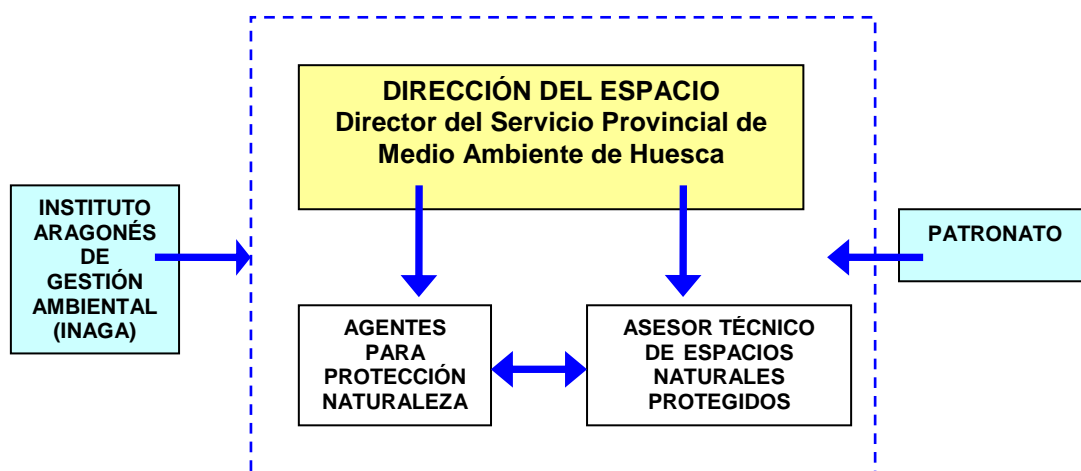 DIRECCIÓN DEL ESPACIO
Director del Servicio Provincial de
Medio Ambiente de Huesca
INSTITUTO
ARAGONÉS
DE
GESTIÓN
AMBIENTAL
(INAGA)
PATRONATO
AGENTES
PARA
PROTECCIÓN
NATURALEZA
ASESOR TÉCNICO
DE ESPACIOS
NATURALES
PROTEGIDOS